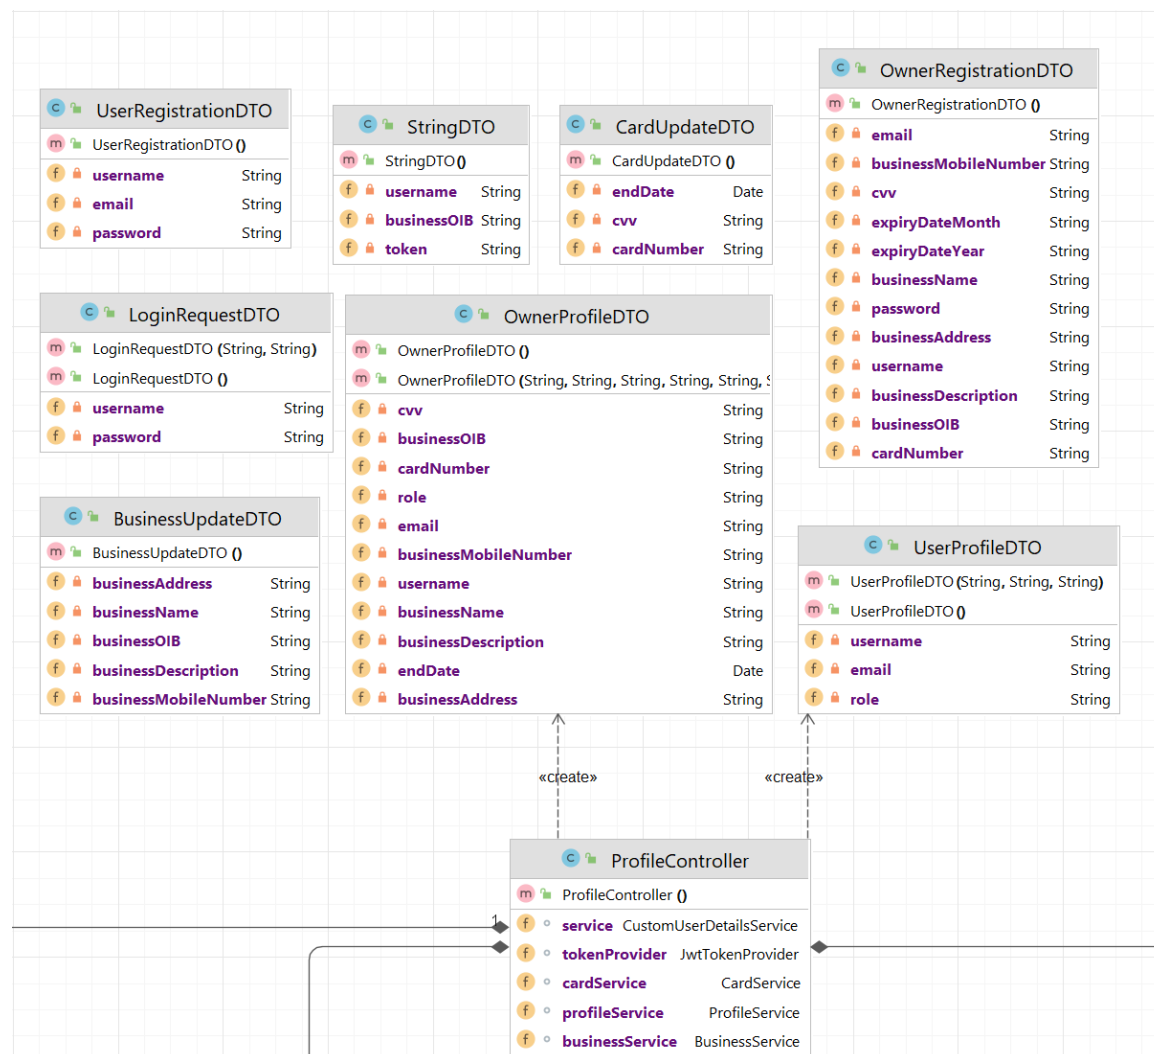 UserRegistrationDTO
UserRegistrationDTO ()
username String
email String
password String
StringDTO
StringDTO ()
username String
businessOIB String
token String
CardUpdateDTO
CardUpdateDTO ()
endDate Date
cvv String
cardNumber String
OwnerRegistrationDTO
OwnerRegistrationDTO ()
email String
businessMobileNumber String
cvv String
expiryDateMonth String
expiryDateYear String
businessName String
password String
businessAddress String
username String
businessDescription String
businessOIB String
cardNumber String
LoginRequestDTO
LoginRequestDTO (String, String)
LoginRequestDTO ()
username String
password String
OwnerProfileDTO
OwnerProfileDTO ()
OwnerProfileDTO (String, String, String, String, String,
cvv String
businessOIB String
cardNumber String
role String
email String
businessMobileNumber String
username String
businessName String
businessDescription String
endDate Date
businessAddress String
BusinessUpdateDTO
BusinessUpdateDTO ()
businessAddress String
businessName String
businessOIB String
businessDescription String
businessMobileNumber String
UserProfileDTO
UserProfileDTO (String, String, String)
UserProfileDTO ()
username String
email String
role String
«create»
«create»
ProfileController
ProfileController ()
1
service CustomUserDetailsService
tokenProvider JwtTokenProvider
cardService CardService
profileService ProfileService
businessService BusinessService